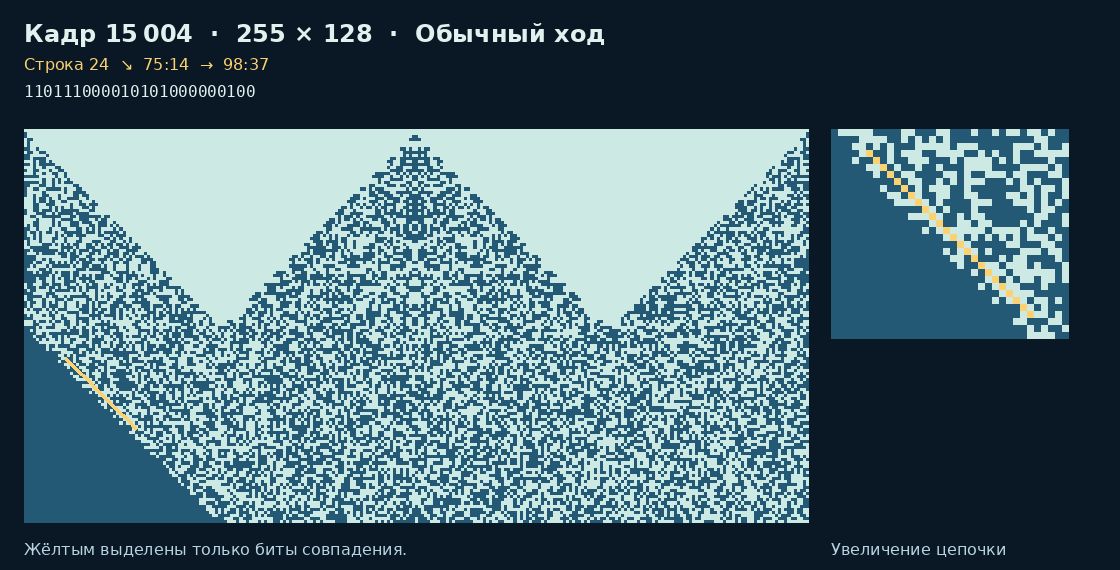 Кадр 15 004 · 255 × 128 · Обычный ход
Строка 24 ↘ 75:14 → 98:37
110111000010101000000100
Жёлтым выделены только биты совпадения.
Увеличение цепочки